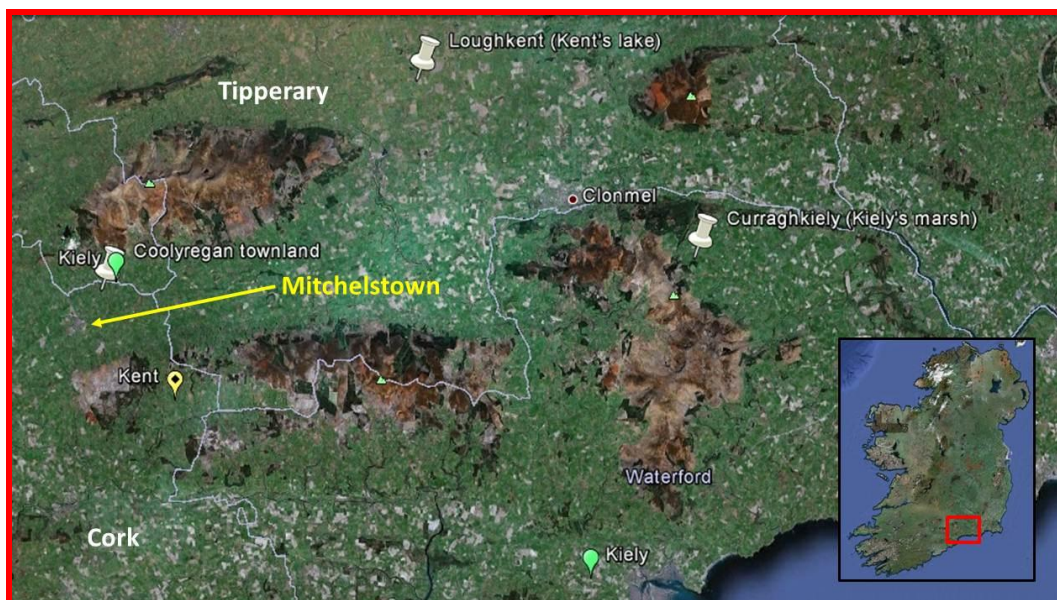 Loughkent (Kent's lake)
Tipperary
Clonmel
Curraghkiely (Kiely's marsh)
Kiely
Coolyregan townland
Mitchelstown
Kent
Waterford
Cork
Kiely